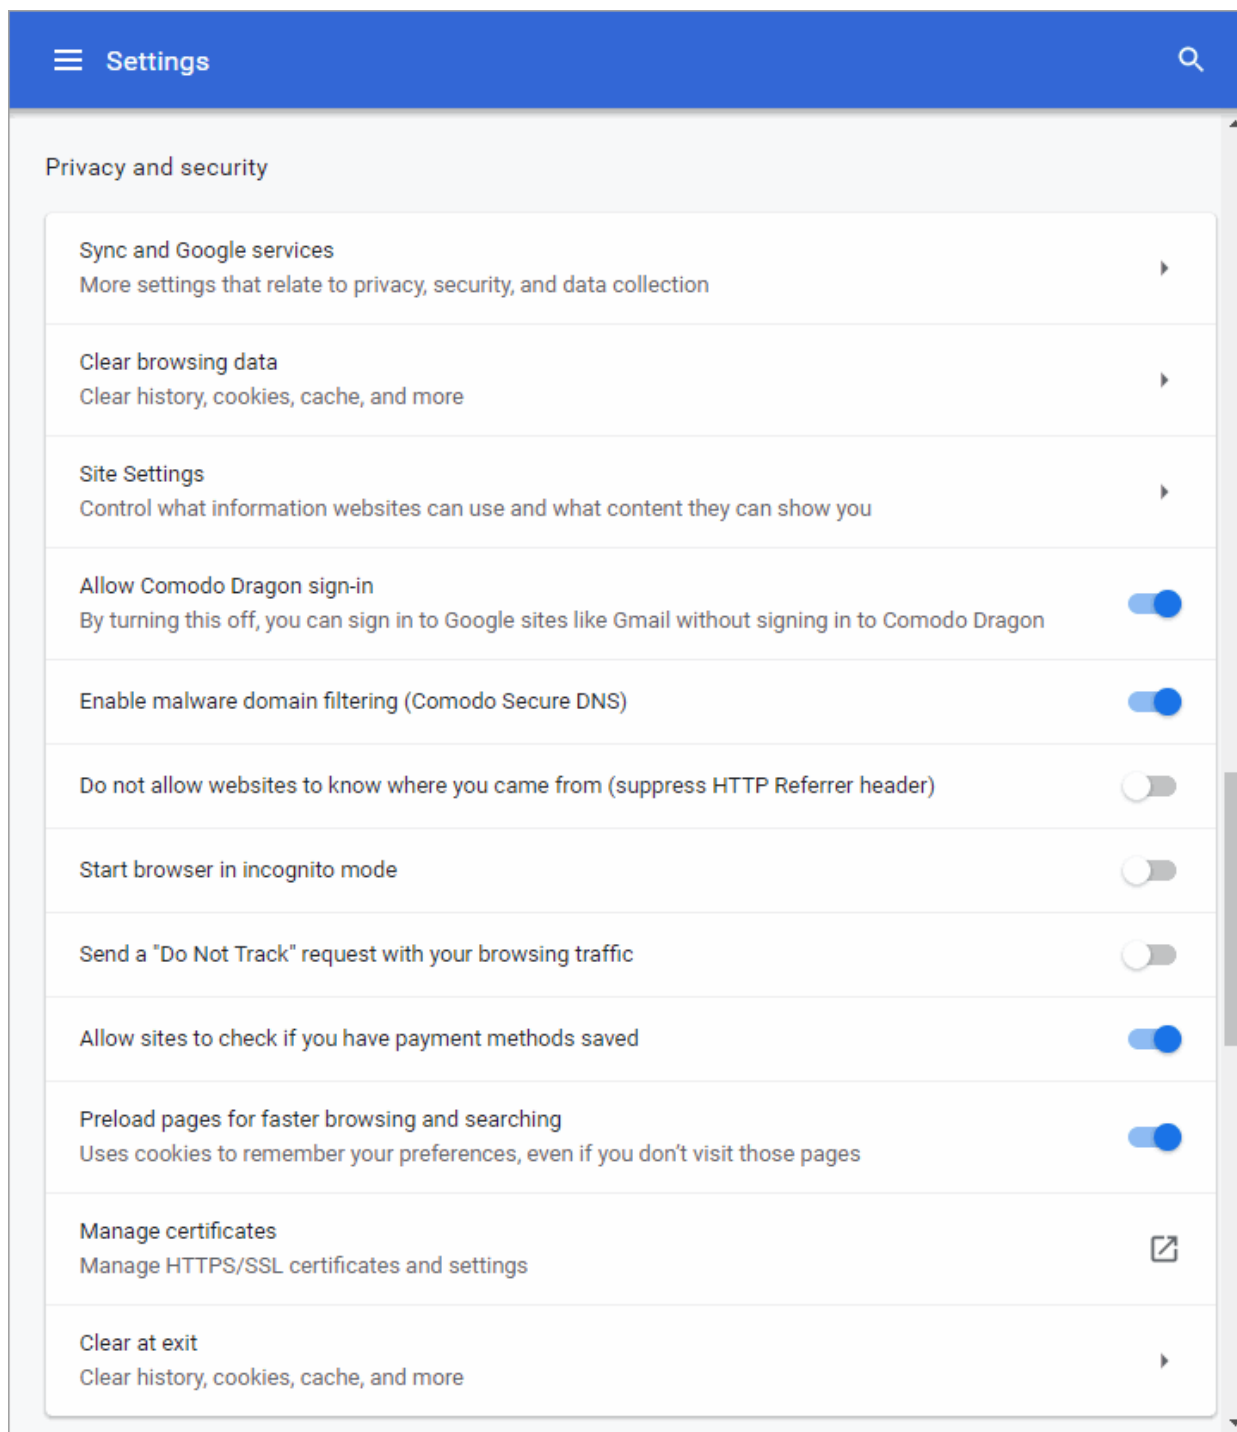 Settings
Privacy and security
Sync and Google services
More settings that relate to privacy, security, and data collection
Clear browsing data
Clear history, cookies, cache, and more
Site Settings
Control what information websites can use and what content they can show you
Allow Comodo Dragon sign-in
By turning this off, you can sign in to Google sites like Gmail without signing in to Comodo Dragon
Enable malware domain filtering (Comodo Secure DNS)
Do not allow websites to know where you came from (suppress HTTP Referrer header)
Start browser in incognito mode
Send a "Do Not Track" request with your browsing traffic
Allow sites to check if you have payment methods saved
Preload pages for faster browsing and searching
Uses cookies to remember your preferences, even if you don’t visit those pages
Manage certificates
Manage HTTPS/SSL certificates and settings
Clear at exit
Clear history, cookies, cache, and more